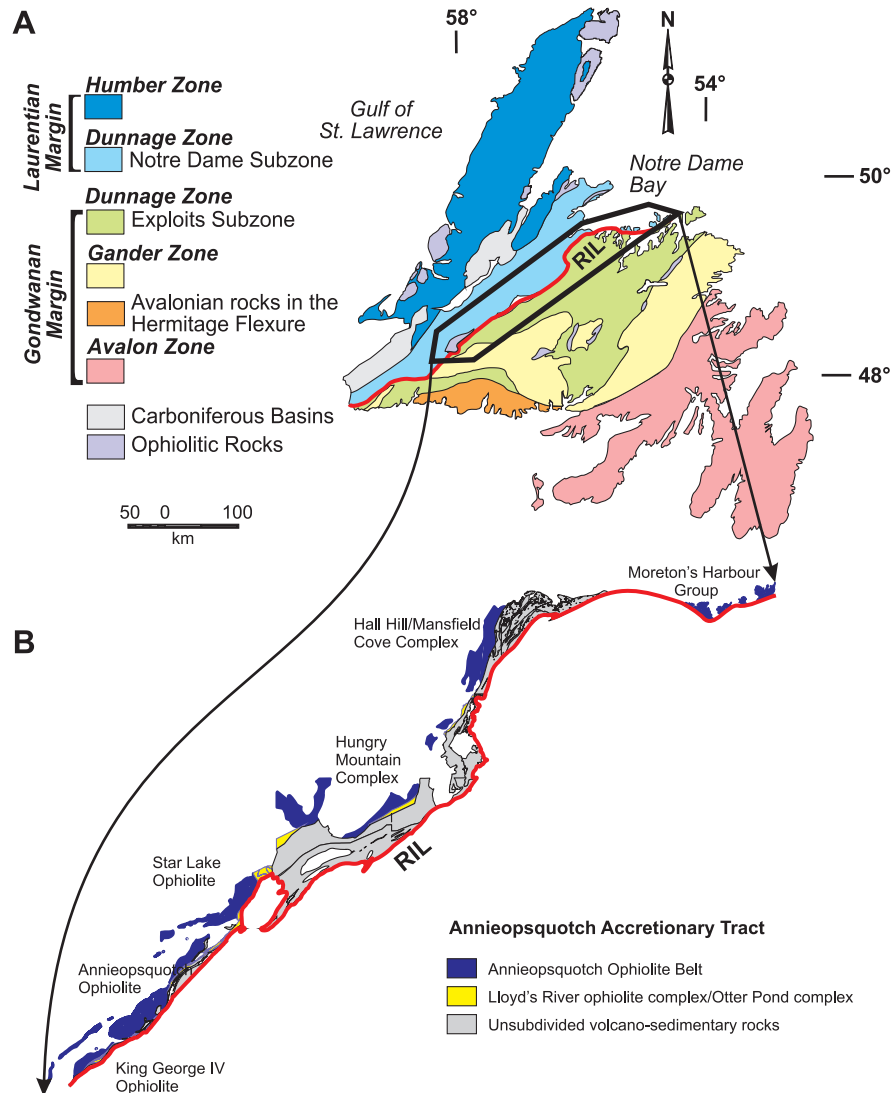 A
58°
N
54°
Gulf of
St. Lawrence
Notre Dame
Bay
50°
48°
RIL
Laurentian
Margin
Humber Zone
Dunnage Zone
Notre Dame Subzone
Gondwanan
Margin
Dunnage Zone
Exploits Subzone
Gander Zone
Avalonian rocks in the
Hermitage Flexure
Avalon Zone
Carboniferous Basins
Ophiolitic Rocks
50 0 100
km
B
Moreton's Harbour
Group
Hall Hill/Mansfield
Cove Complex
Hungry
Mountain
Complex
RIL
Star Lake
Ophiolite
Annieopsquotch
Ophiolite
King George IV
Ophiolite
Annieopsquotch Accretionary Tract
Annieopsquotch Ophiolite Belt
Lloyd's River ophiolite complex/Otter Pond complex
Unsubdivided volcano-sedimentary rocks